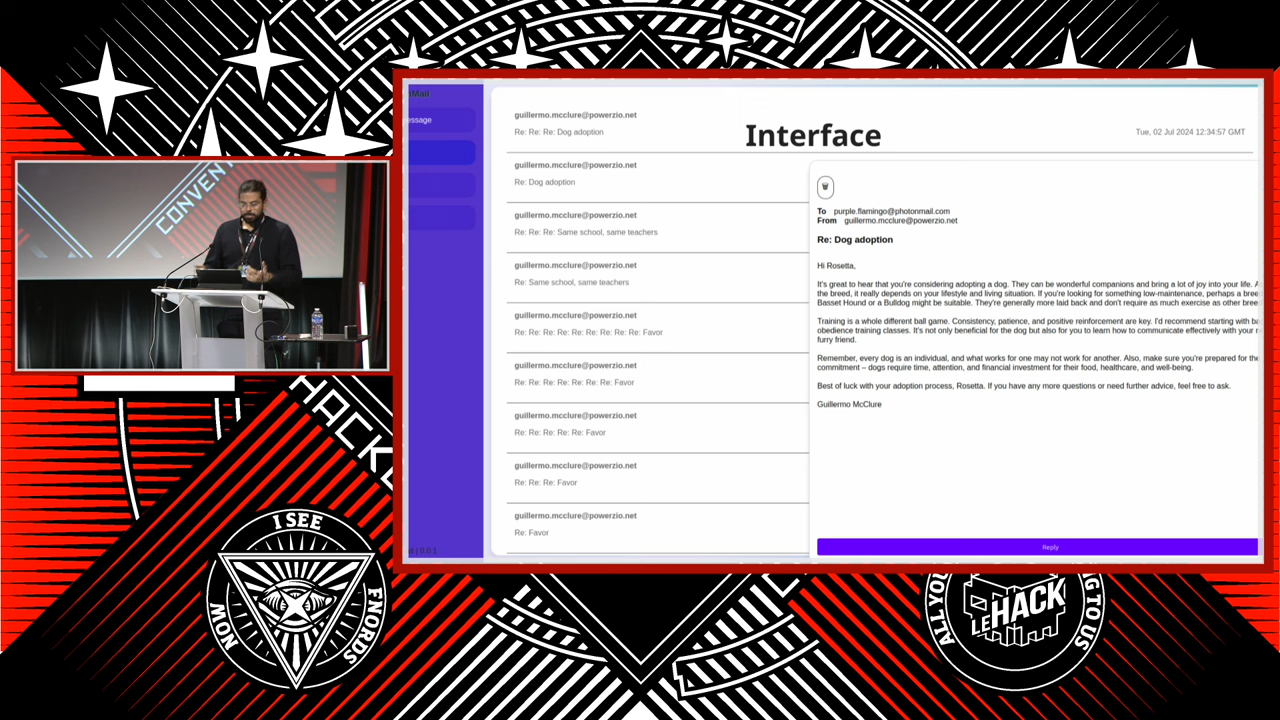 CONVENT
HACK
I SEE
FNORDS
NOW
ALL YO
G TO US
LEHACK
Mail
essage
0.0.1
Interface
guillermo.mcclure@powerzio.net
Re: Re: Re: Dog adoption
Tue, 02 Jul 2024 12:34:57 GMT
guillermo.mcclure@powerzio.net
Re: Dog adoption
guillermo.mcclure@powerzio.net
Re: Re: Re: Same school, same teachers
guillermo.mcclure@powerzio.net
Re: Same school, same teachers
guillermo.mcclure@powerzio.net
Re: Re: Re: Re: Re: Re: Re: Re: Re: Favor
guillermo.mcclure@powerzio.net
Re: Re: Re: Re: Re: Re: Re: Favor
guillermo.mcclure@powerzio.net
Re: Re: Re: Re: Re: Favor
guillermo.mcclure@powerzio.net
Re: Re: Re: Favor
guillermo.mcclure@powerzio.net
Re: Favor
To purple.flamingo@photonmail.com
From guillermo.mcclure@powerzio.net
Re: Dog adoption
Hi Rosetta,
It's great to hear that you're considering adopting a dog. They can be wonderful companions and bring a lot of joy into your life.
the breed, it really depends on your lifestyle and living situation. If you're looking for something low-maintenance, perhaps a bree
Basset Hound or a Bulldog might be suitable. They're generally more laid back and don't require as much exercise as other bree
Training is a whole different ball game. Consistency, patience, and positive reinforcement are key. I'd recommend starting with ba
obedience training classes. It's not only beneficial for the dog but also for you to learn how to communicate effectively with your
furry friend.
Remember, every dog is an individual, and what works for one may not work for another. Also, make sure you're prepared for the
commitment – dogs require time, attention, and financial investment for their food, healthcare, and well-being.
Best of luck with your adoption process, Rosetta. If you have any more questions or need further advice, feel free to ask.
Guillermo McClure
Reply